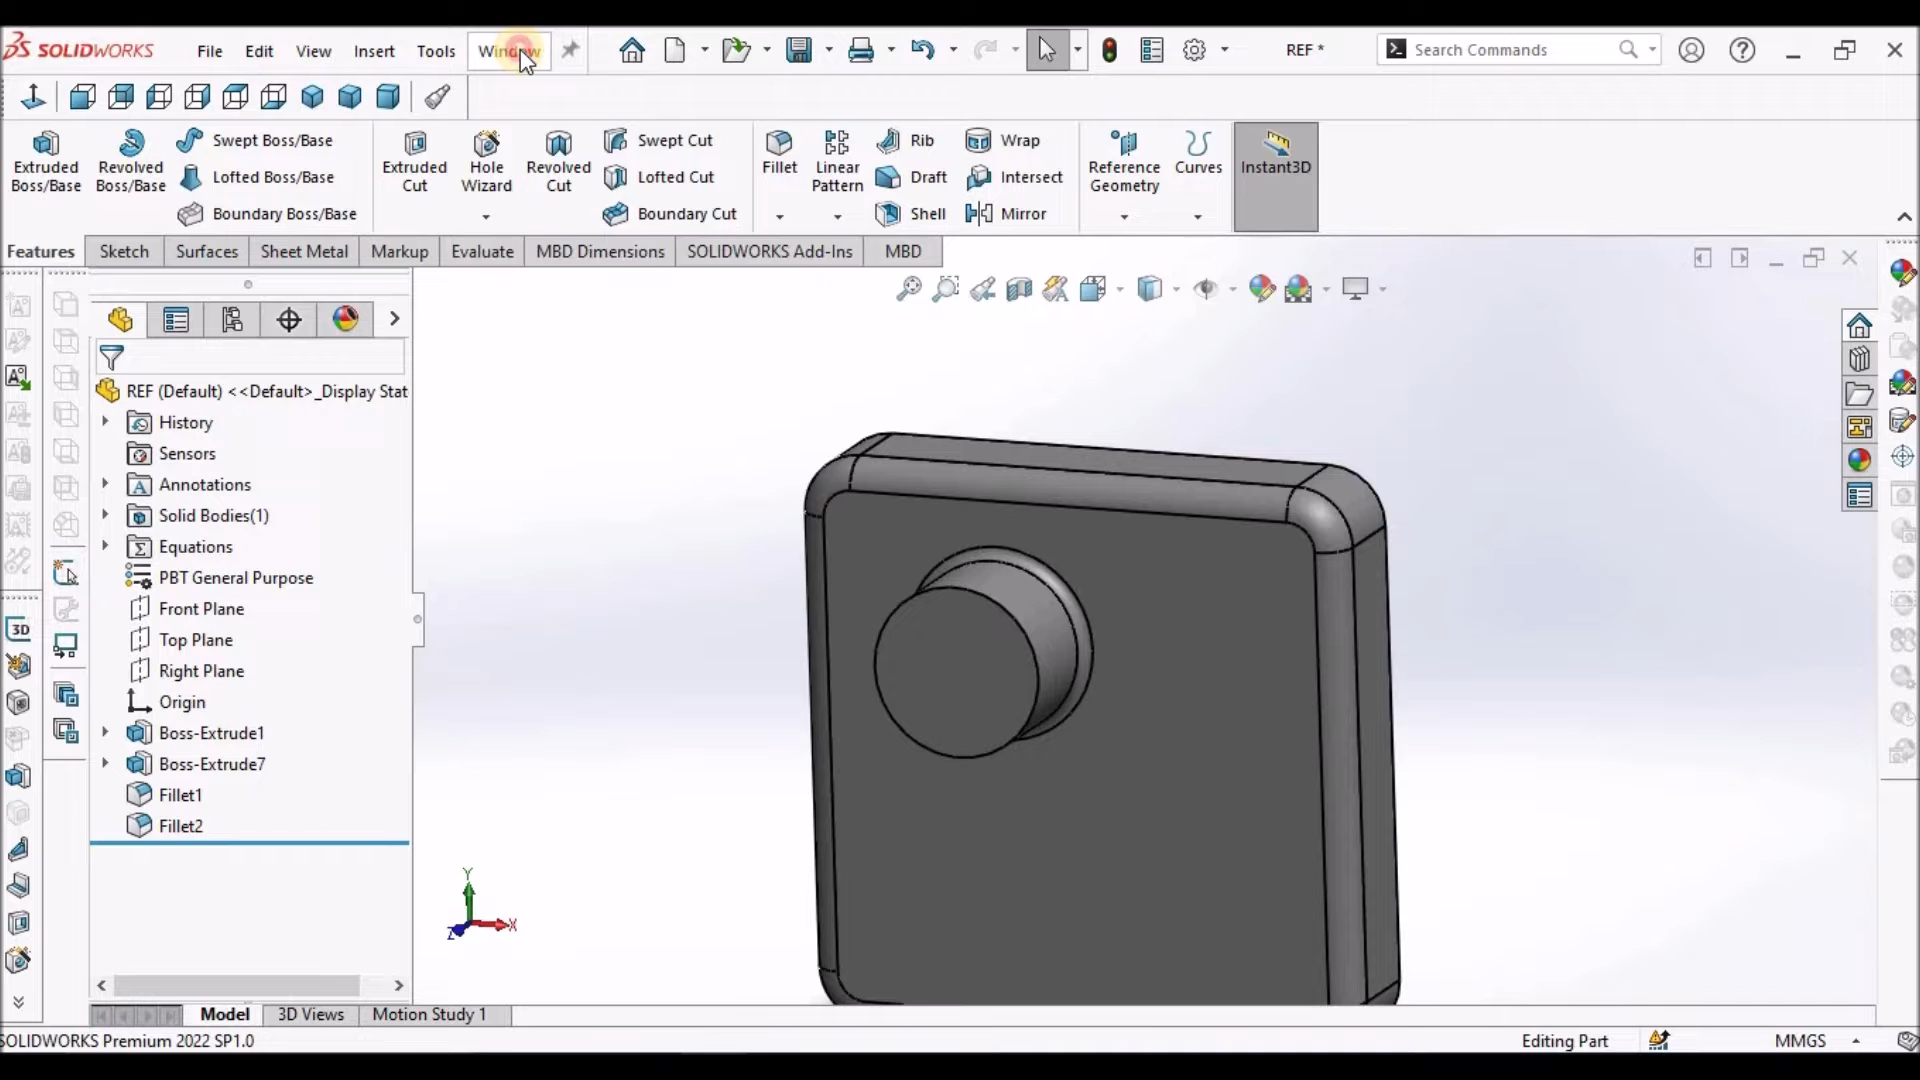 SOLIDWORKS File Edit View Insert Tools Window REF * Search Commands
Extruded Boss/Base
Revolved Boss/Base
Swept Boss/Base
Lofted Boss/Base
Boundary Boss/Base
Extruded Cut
Hole Wizard
Revolved Cut
Swept Cut
Lofted Cut
Boundary Cut
Fillet
Linear Pattern
Rib
Draft
Shell
Wrap
Intersect
Mirror
Reference Geometry
Curves
Instant3D
Features Sketch Surfaces Sheet Metal Markup Evaluate MBD Dimensions SOLIDWORKS Add-Ins MBD
REF (Default) <<Default>_Display Stat
History
Sensors
Annotations
Solid Bodies(1)
Equations
PBT General Purpose
Front Plane
Top Plane
Right Plane
Origin
Boss-Extrude1
Boss-Extrude7
Fillet1
Fillet2
3D
Y
X
Z
Model 3D Views Motion Study 1
SOLIDWORKS Premium 2022 SP1.0 Editing Part MMGS